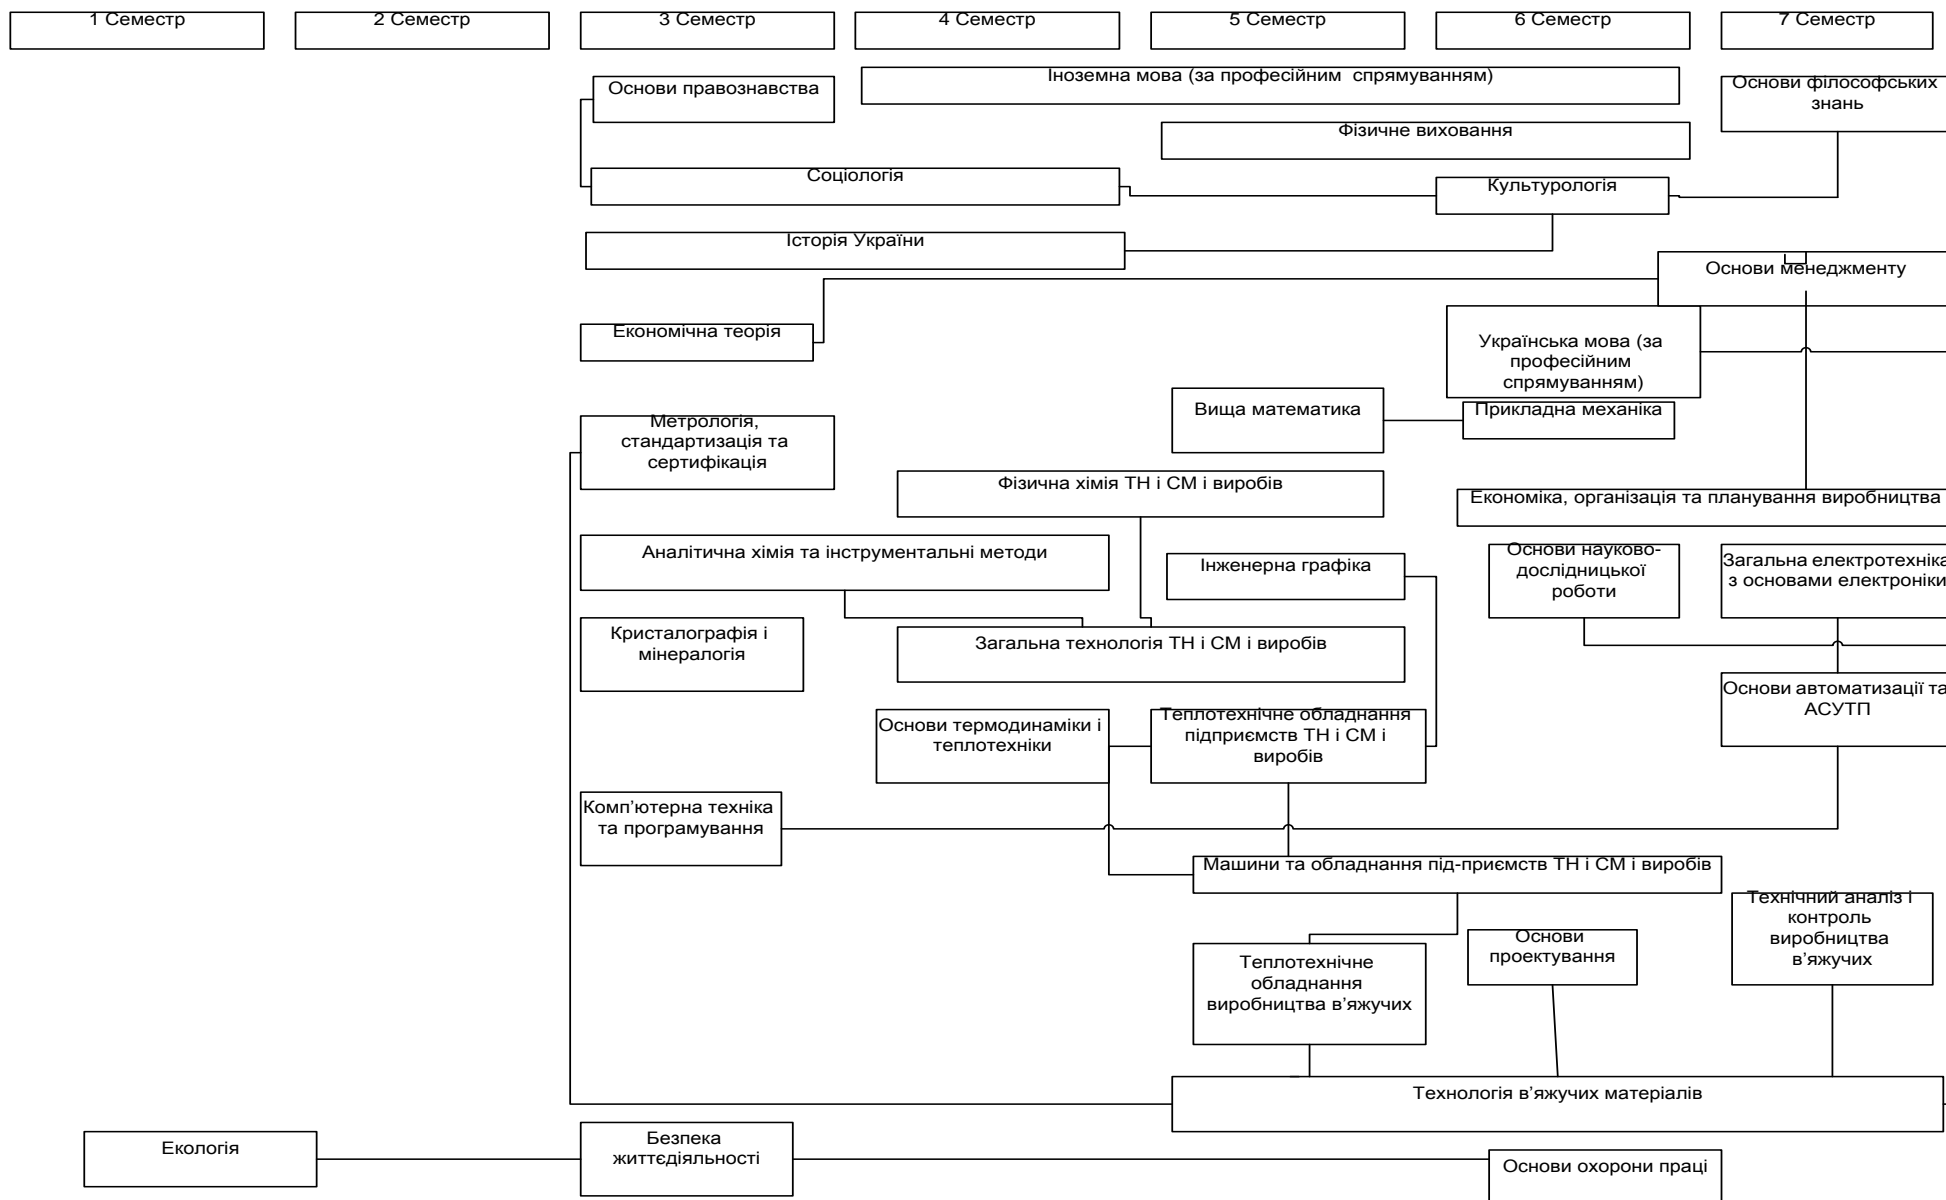 1 Семестр
2 Семестр
3 Семестр
4 Семестр
5 Семестр
6 Семестр
7 Семестр
Іноземна мова (за професійним спрямуванням)
Основи правознавства
Основи філософських
знань
Фізичне виховання
Соціологія
Культурологія
Історія України
Основи менеджменту
Економічна теорія
Українська мова (за
професійним
спрямуванням)
Вища математика
Прикладна механіка
Метрологія,
стандартизація та
сертифікація
Фізична хімія ТН і СМ і виробів
Економіка, організація та планування виробництва
Аналітична хімія та інструментальні методи
Інженерна графіка
Основи науково-
дослідницької
роботи
Загальна електротехніка
з основами електроніки
Кристалографія і
мінералогія
Загальна технологія ТН і СМ і виробів
Основи автоматизації та
АСУТП
Основи термодинаміки і
теплотехніки
Теплотехнічне обладнання
підприємств ТН і СМ і
виробів
Комп’ютерна техніка
та програмування
Машини та обладнання під-приємств ТН і СМ і виробів
Технічний аналіз і
контроль
виробництва
в’яжучих
Основи
проектування
Теплотехнічне
обладнання
виробництва в’яжучих
Технологія в’яжучих матеріалів
Екологія
Безпека
життєдіяльності
Основи охорони праці